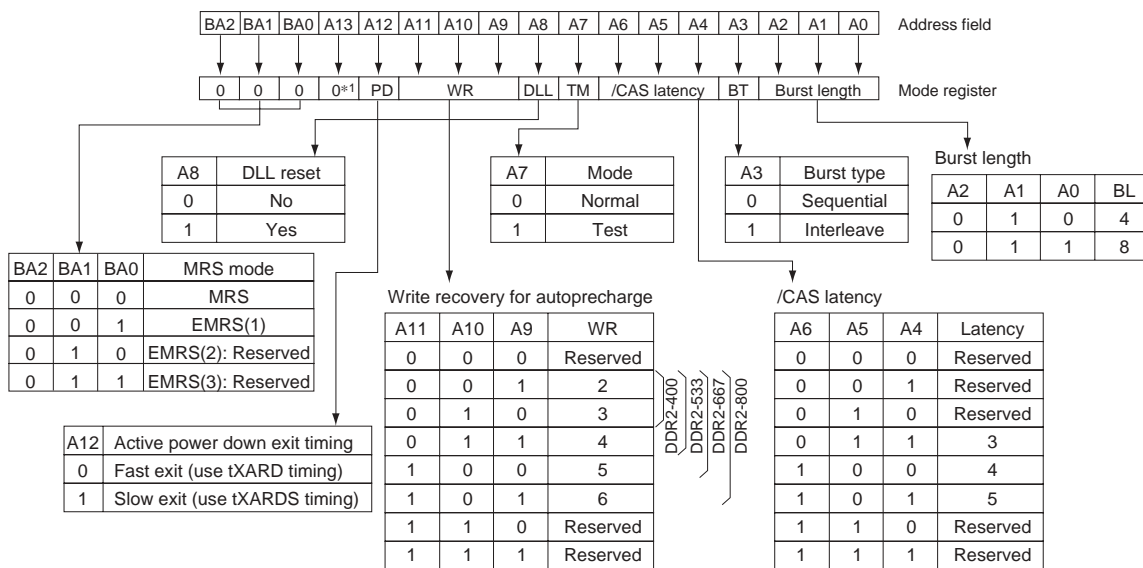 BA2 BA1 BA0 A13 A12 A11 A10 A9 A8 A7 A6 A5 A4 A3 A2 A1 A0 Address field
0 0 0 0*1 PD WR DLL TM /CAS latency BT Burst length Mode register
A8 DLL reset
0 No
1 Yes
A7 Mode
0 Normal
1 Test
A3 Burst type
0 Sequential
1 Interleave
Burst length
A2 A1 A0 BL
0 1 0 4
0 1 1 8
BA2 BA1 BA0 MRS mode
0 0 0 MRS
0 0 1 EMRS(1)
0 1 0 EMRS(2): Reserved
0 1 1 EMRS(3): Reserved
A12 Active power down exit timing
0 Fast exit (use tXARD timing)
1 Slow exit (use tXARDS timing)
Write recovery for autoprecharge
A11 A10 A9 WR
0 0 0 Reserved
0 0 1 2
0 1 0 3
0 1 1 4
1 0 0 5
1 0 1 6
1 1 0 Reserved
1 1 1 Reserved
DDR2-400
DDR2-533
DDR2-667
DDR2-800
/CAS latency
A6 A5 A4 Latency
0 0 0 Reserved
0 0 1 Reserved
0 1 0 Reserved
0 1 1 3
1 0 0 4
1 0 1 5
1 1 0 Reserved
1 1 1 Reserved